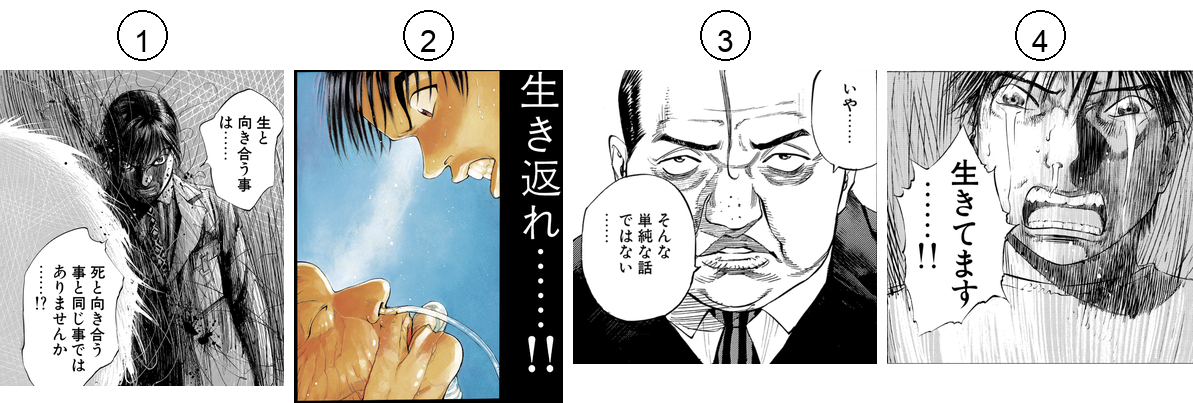 1
2
3
4
生と
向き合う事
は……
死と向き合う
事と同じ事では
ありませんか
……!?
生き返れ……!!
いや……
そんな
単純な話
ではない
……
生きてます
……!!